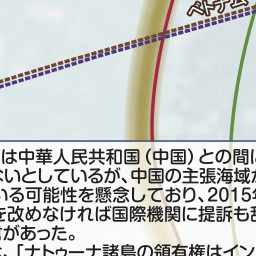 ベトナム
は中華人民共和国（中国）との間に
ないとしているが、中国の主張海域が
いる可能性を懸念しており、2015年
を改めなければ国際機関に提訴も辞
言があった。
は、「ナトゥーナ諸島の領有権はイン